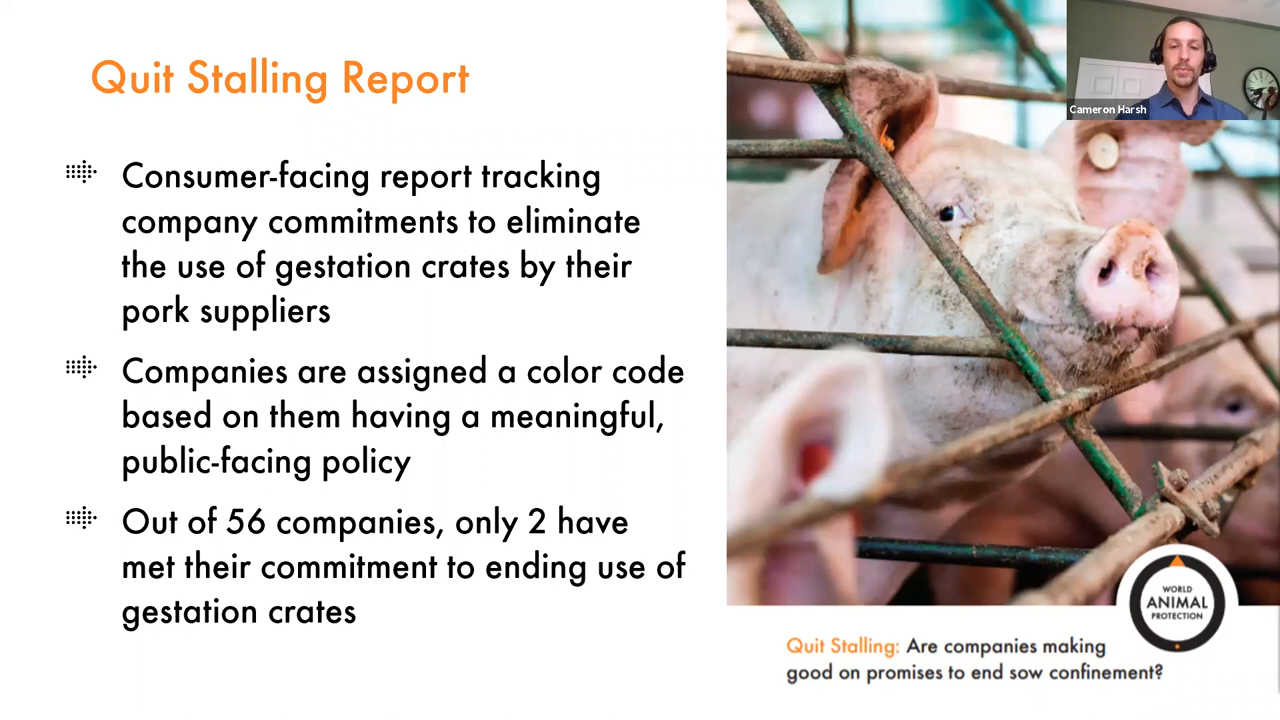 Quit Stalling Report
Consumer-facing report tracking
company commitments to eliminate
the use of gestation crates by their
pork suppliers
Companies are assigned a color code
based on them having a meaningful,
public-facing policy
Out of 56 companies, only 2 have
met their commitment to ending use of
gestation crates
Cameron Harsh
WORLD
ANIMAL
PROTECTION
Quit Stalling: Are companies making
good on promises to end sow confinement?